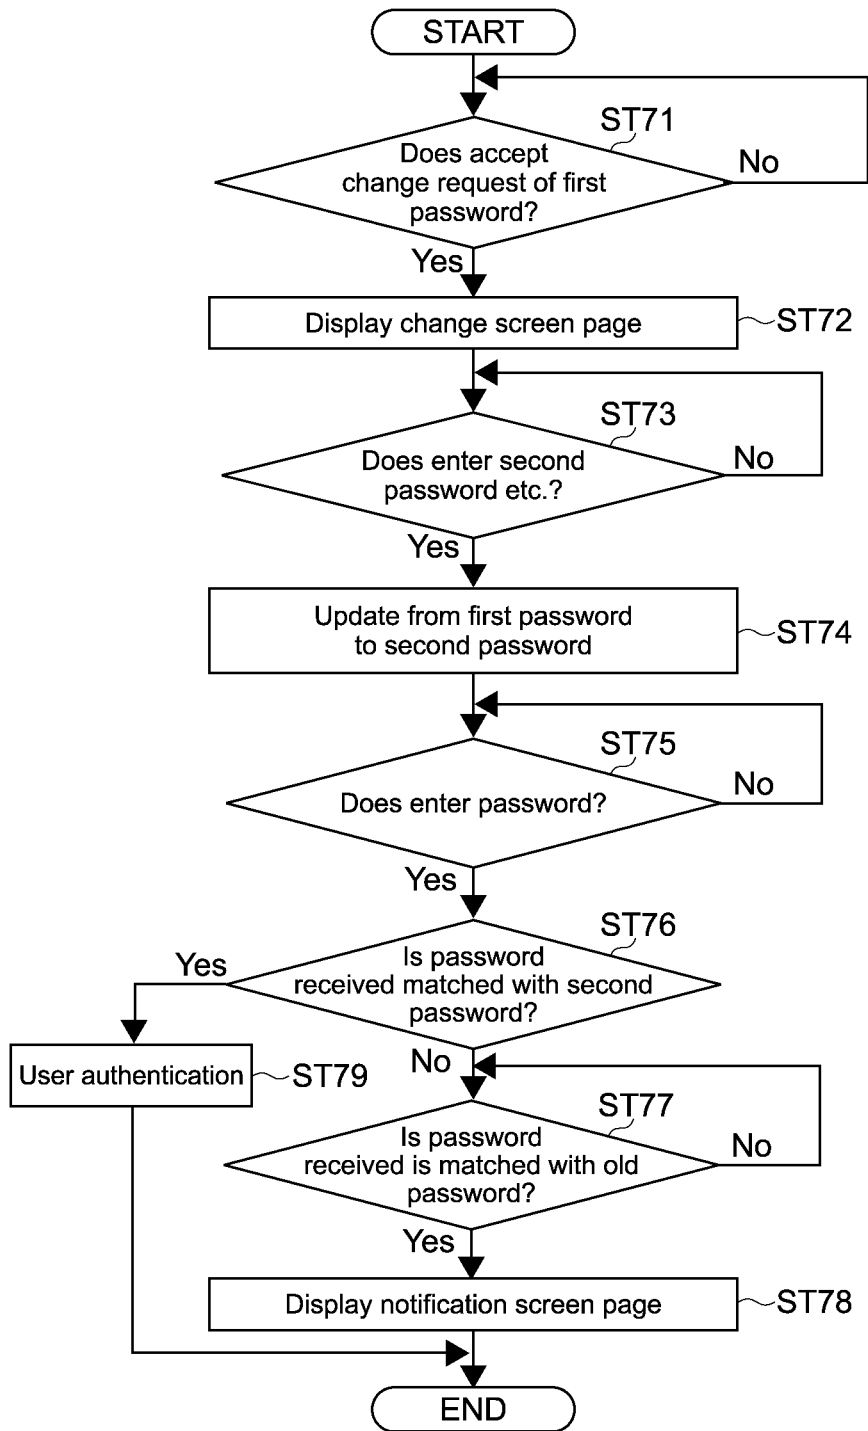 START
ST71
Does accept
change request of first
password?
No
Yes
Display change screen page
ST72
ST73
Does enter second
password etc.?
No
Yes
Update from first password
to second password
ST74
ST75
Does enter password?
No
Yes
ST76
Is password
received matched with second
password?
Yes
No
User authentication
ST79
ST77
Is password
received is matched with old
password?
No
Yes
Display notification screen page
ST78
END